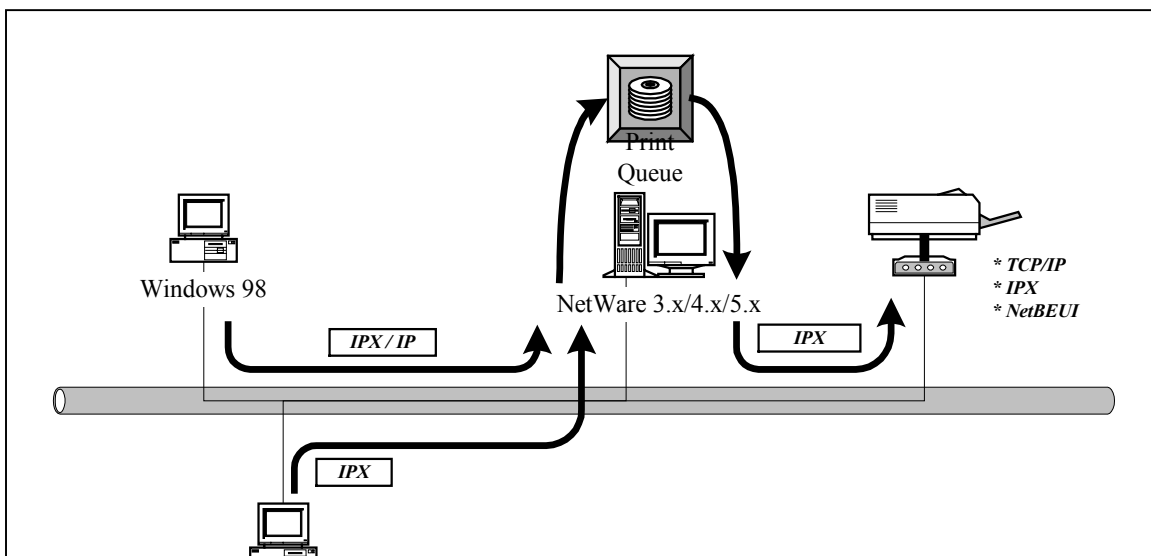 Print
Queue
Windows 98
NetWare 3.x/4.x/5.x
* TCP/IP
* IPX
* NetBEUI
IPX / IP
IPX
IPX